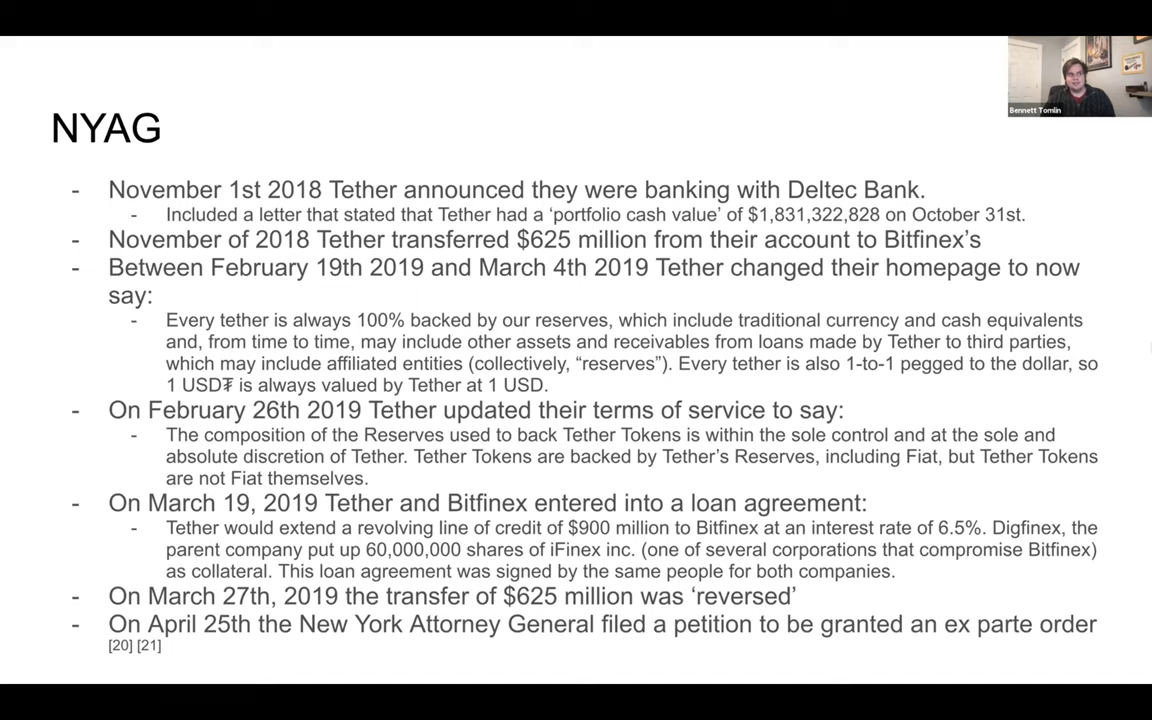 Bennett Tomlin
NYAG
- November 1st 2018 Tether announced they were banking with Deltec Bank.
- Included a letter that stated that Tether had a ‘portfolio cash value’ of $1,831,322,828 on October 31st.
- November of 2018 Tether transferred $625 million from their account to Bitfinex’s
- Between February 19th 2019 and March 4th 2019 Tether changed their homepage to now
say:
- Every tether is always 100% backed by our reserves, which include traditional currency and cash equivalents
and, from time to time, may include other assets and receivables from loans made by Tether to third parties,
which may include affiliated entities (collectively, “reserves”). Every tether is also 1-to-1 pegged to the dollar, so
1 USD₮ is always valued by Tether at 1 USD.
- On February 26th 2019 Tether updated their terms of service to say:
- The composition of the Reserves used to back Tether Tokens is within the sole control and at the sole and
absolute discretion of Tether. Tether Tokens are backed by Tether’s Reserves, including Fiat, but Tether Tokens
are not Fiat themselves.
- On March 19, 2019 Tether and Bitfinex entered into a loan agreement:
- Tether would extend a revolving line of credit of $900 million to Bitfinex at an interest rate of 6.5%. Digfinex, the
parent company put up 60,000,000 shares of iFinex inc. (one of several corporations that compromise Bitfinex)
as collateral. This loan agreement was signed by the same people for both companies.
- On March 27th, 2019 the transfer of $625 million was ‘reversed’
- On April 25th the New York Attorney General filed a petition to be granted an ex parte order
[20] [21]